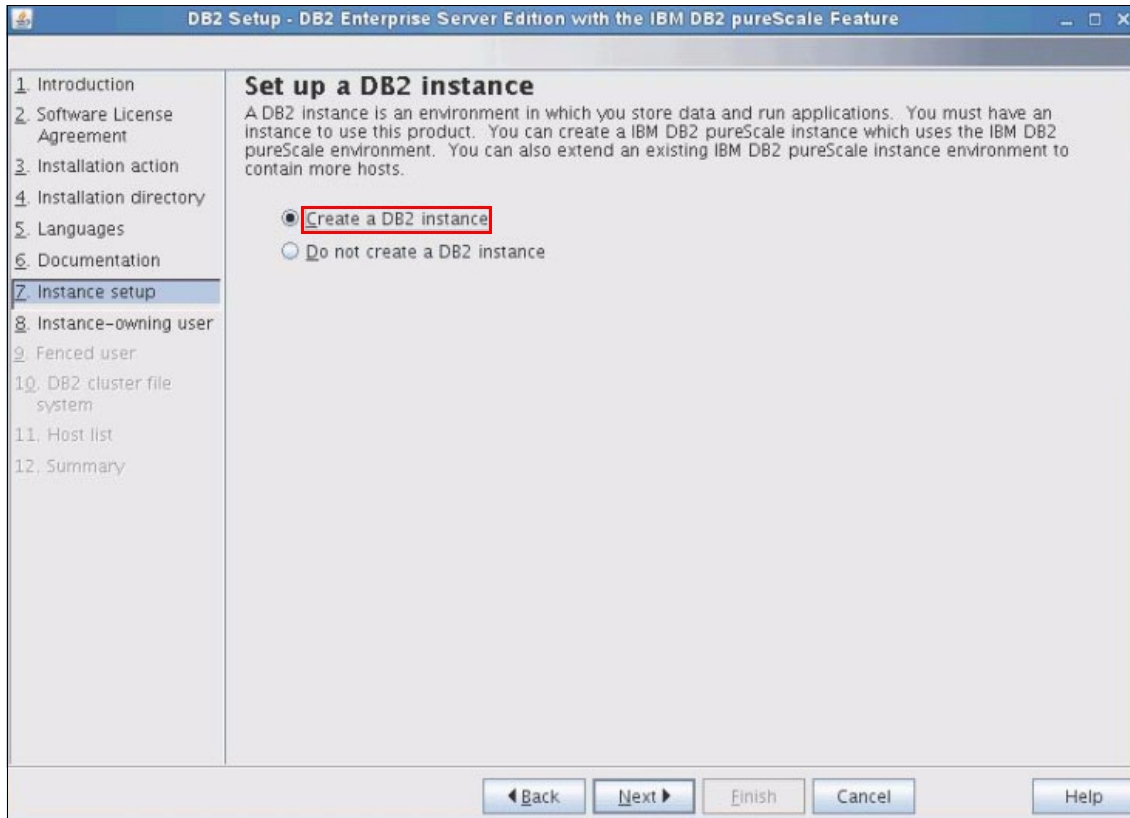 DB2 Setup - DB2 Enterprise Server Edition with the IBM DB2 pureScale Feature
1. Introduction
2. Software License
Agreement
3. Installation action
4. Installation directory
5. Languages
6. Documentation
7. Instance setup
8. Instance-owning user
9. Fenced user
10. DB2 cluster file
system
11. Host list
12. Summary
Set up a DB2 instance
A DB2 instance is an environment in which you store data and run applications. You must have an
instance to use this product. You can create a IBM DB2 pureScale instance which uses the IBM DB2
pureScale environment. You can also extend an existing IBM DB2 pureScale instance environment to
contain more hosts.
Create a DB2 instance
Do not create a DB2 instance
Back
Next
Finish
Cancel
Help